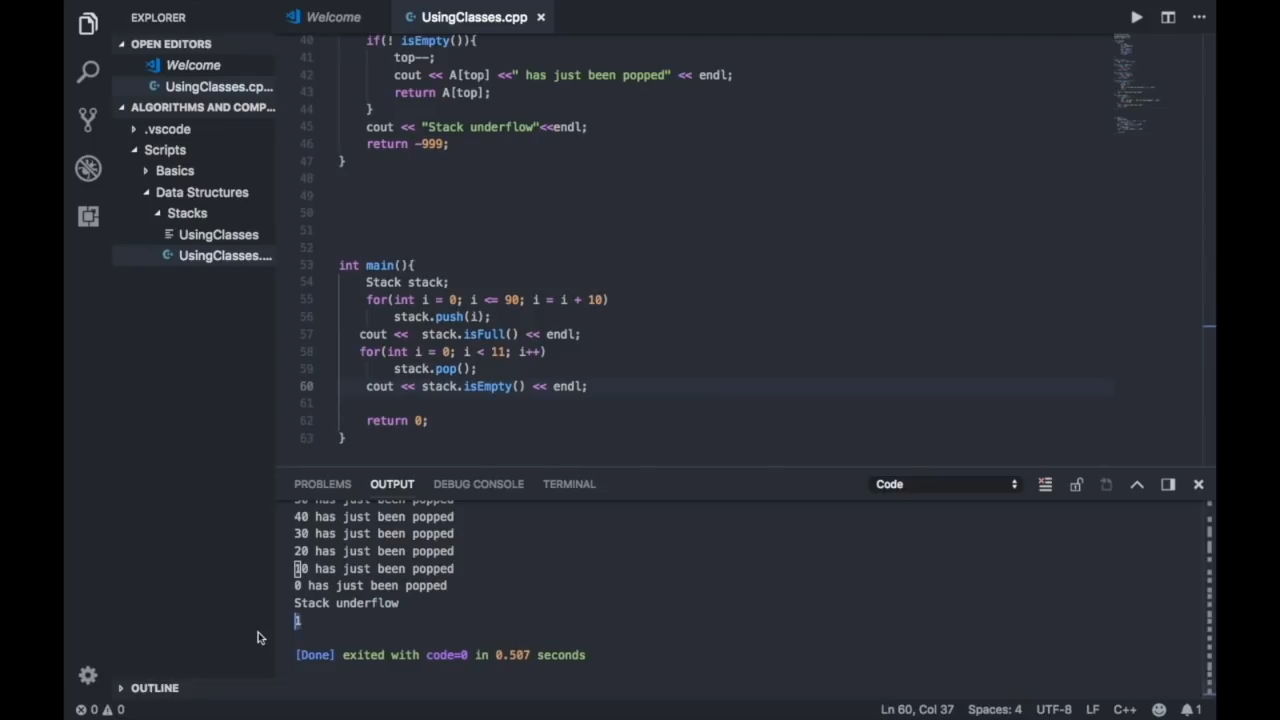 EXPLORER
Welcome
UsingClasses.cpp
OPEN EDITORS
Welcome
UsingClasses.cp...
ALGORITHMS AND COMP...
.vscode
Scripts
Basics
Data Structures
Stacks
UsingClasses
UsingClasses....
OUTLINE
40 if(! isEmpty()){
41 top--;
42 cout << A[top] <<" has just been popped" << endl;
43 return A[top];
44 }
45 cout << "Stack underflow"<<endl;
46 return -999;
47 }
48
49
50
51
52
53 int main(){
54 Stack stack;
55 for(int i = 0; i <= 90; i = i + 10)
56 stack.push(i);
57 cout << stack.isFull() << endl;
58 for(int i = 0; i < 11; i++)
59 stack.pop();
60 cout << stack.isEmpty() << endl;
61
62 return 0;
63 }
PROBLEMS OUTPUT DEBUG CONSOLE TERMINAL Code
has just been popped
40 has just been popped
30 has just been popped
20 has just been popped
10 has just been popped
0 has just been popped
Stack underflow
1
[Done] exited with code=0 in 0.507 seconds
0 0 Ln 60, Col 37 Spaces: 4 UTF-8 LF C++ 1